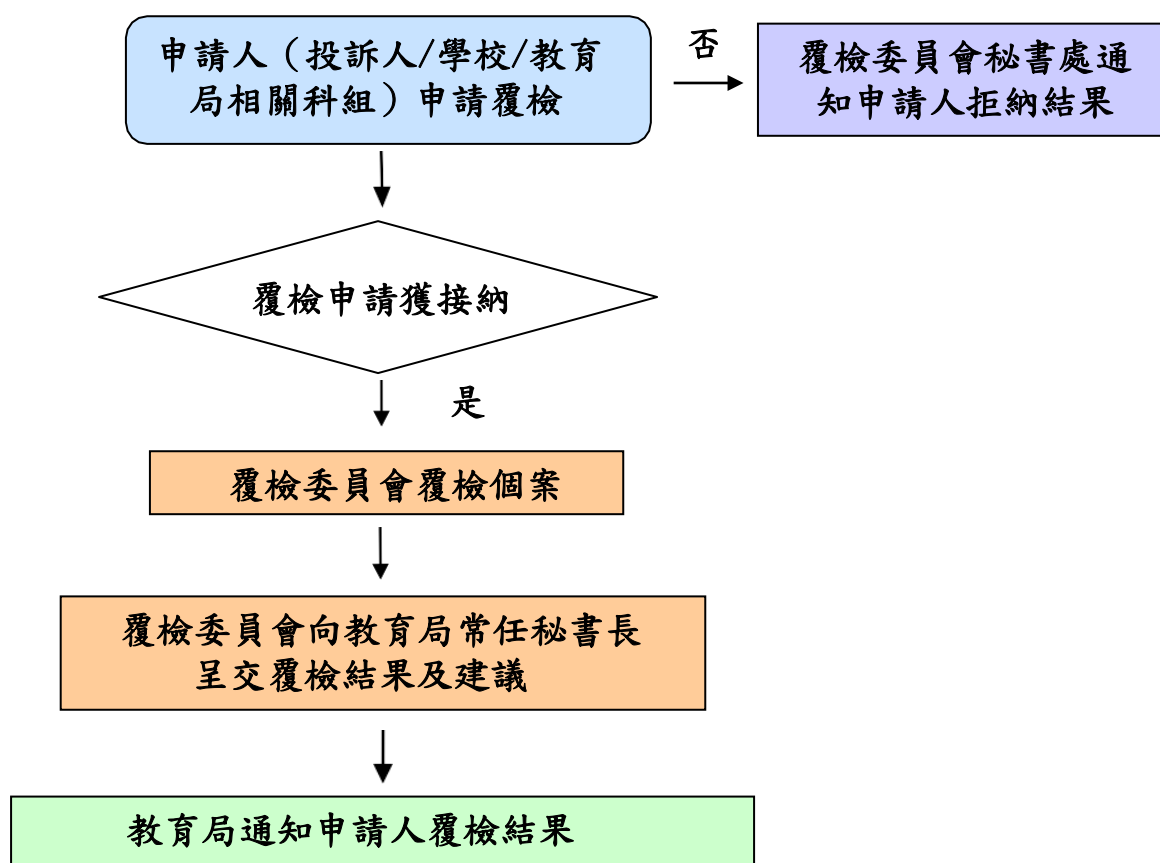 申請人（投訴人/學校/教育
局相關科組）申請覆檢
否
覆檢委員會秘書處通
知申請人拒納結果
覆檢申請獲接納
是
覆檢委員會覆檢個案
覆檢委員會向教育局常任秘書長
呈交覆檢結果及建議
教育局通知申請人覆檢結果